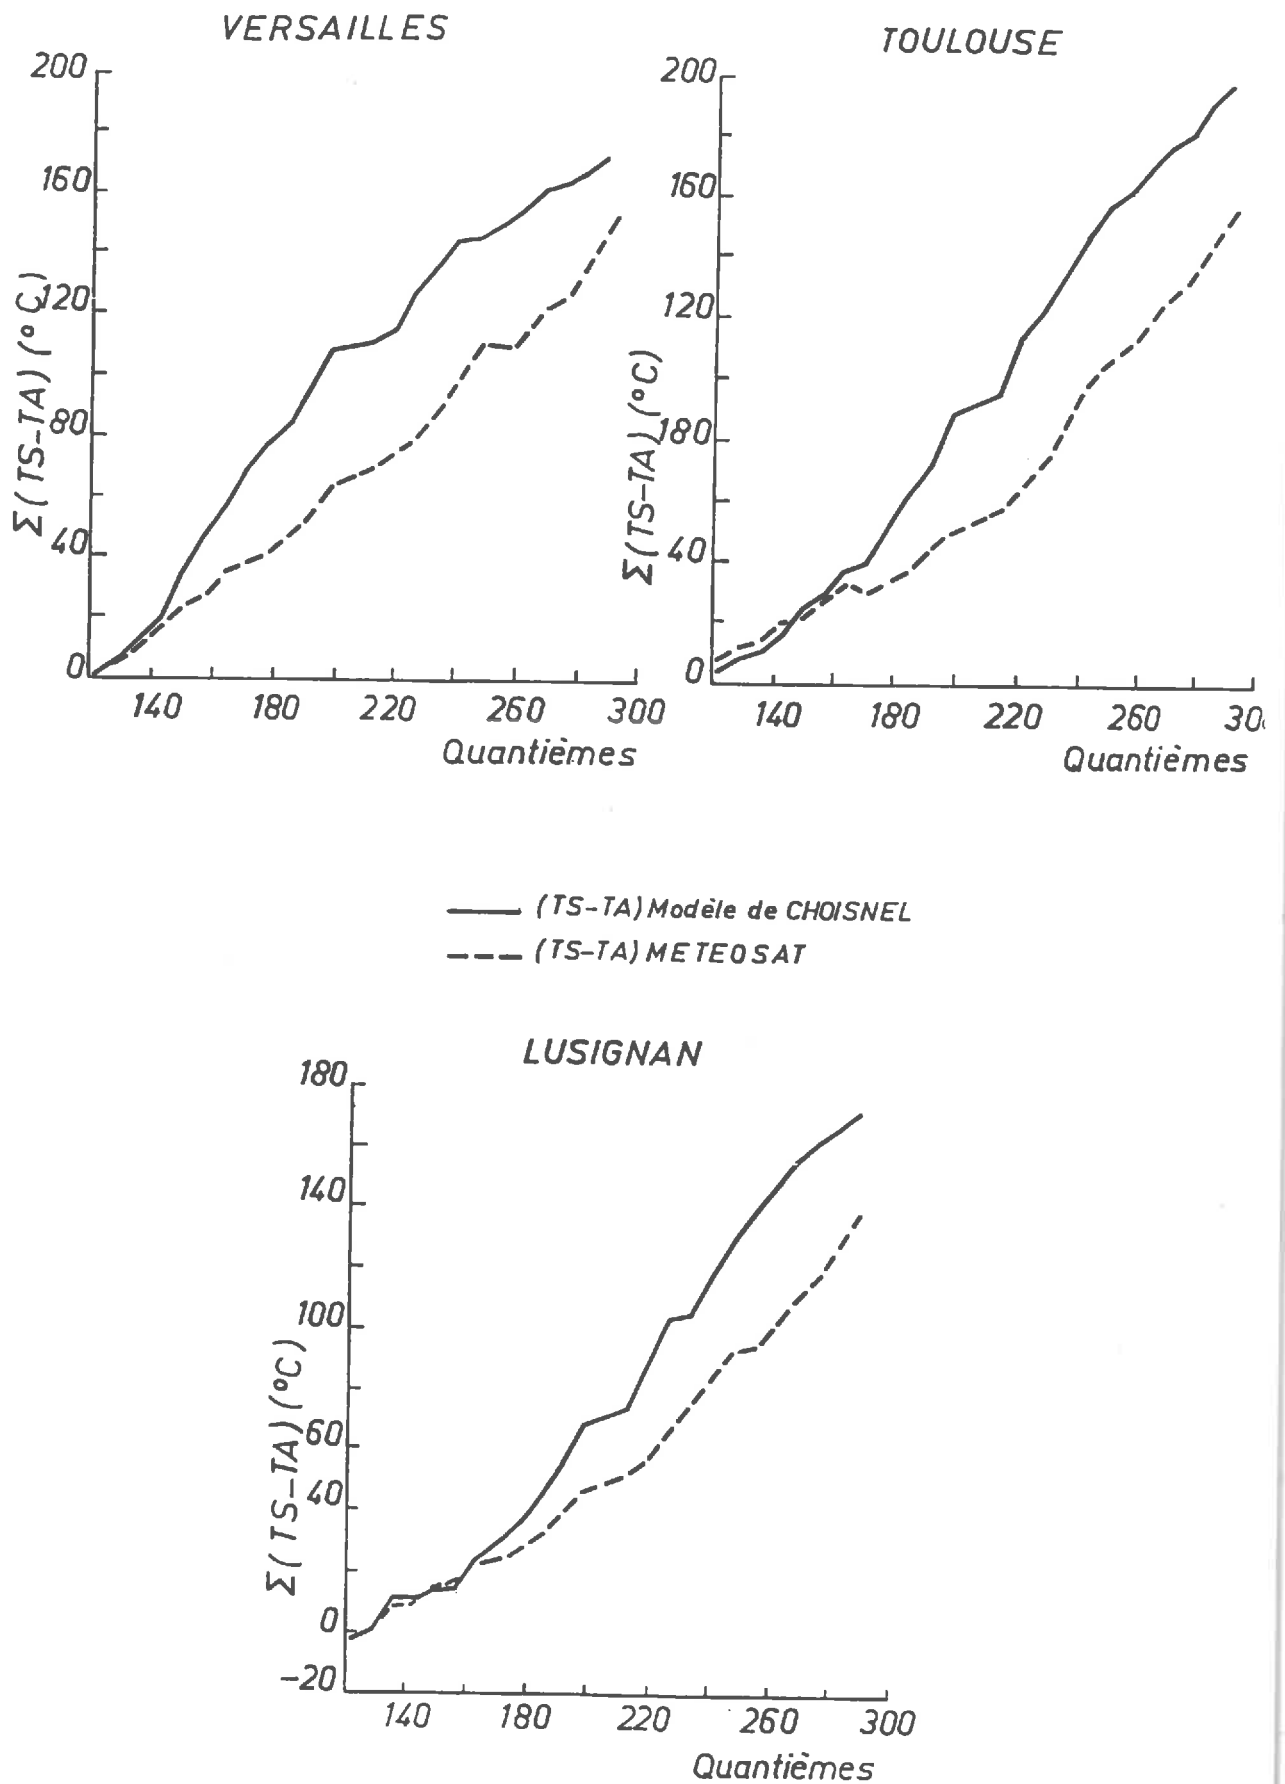 VERSAILLES
200
160
120
80
40
0
Σ(TS-TA)(°C)
140 180 220 260 300
Quantièmes
TOULOUSE
200
160
120
180
40
0
Σ(TS-TA)(°C)
140 180 220 260
Quantièmes
(TS-TA) Modèle de CHOISNEL
(TS-TA) METEOSAT
LUSIGNAN
180
140
100
60
40
0
-20
Σ(TS-TA)(°C)
140 180 220 260 300
Quantièmes